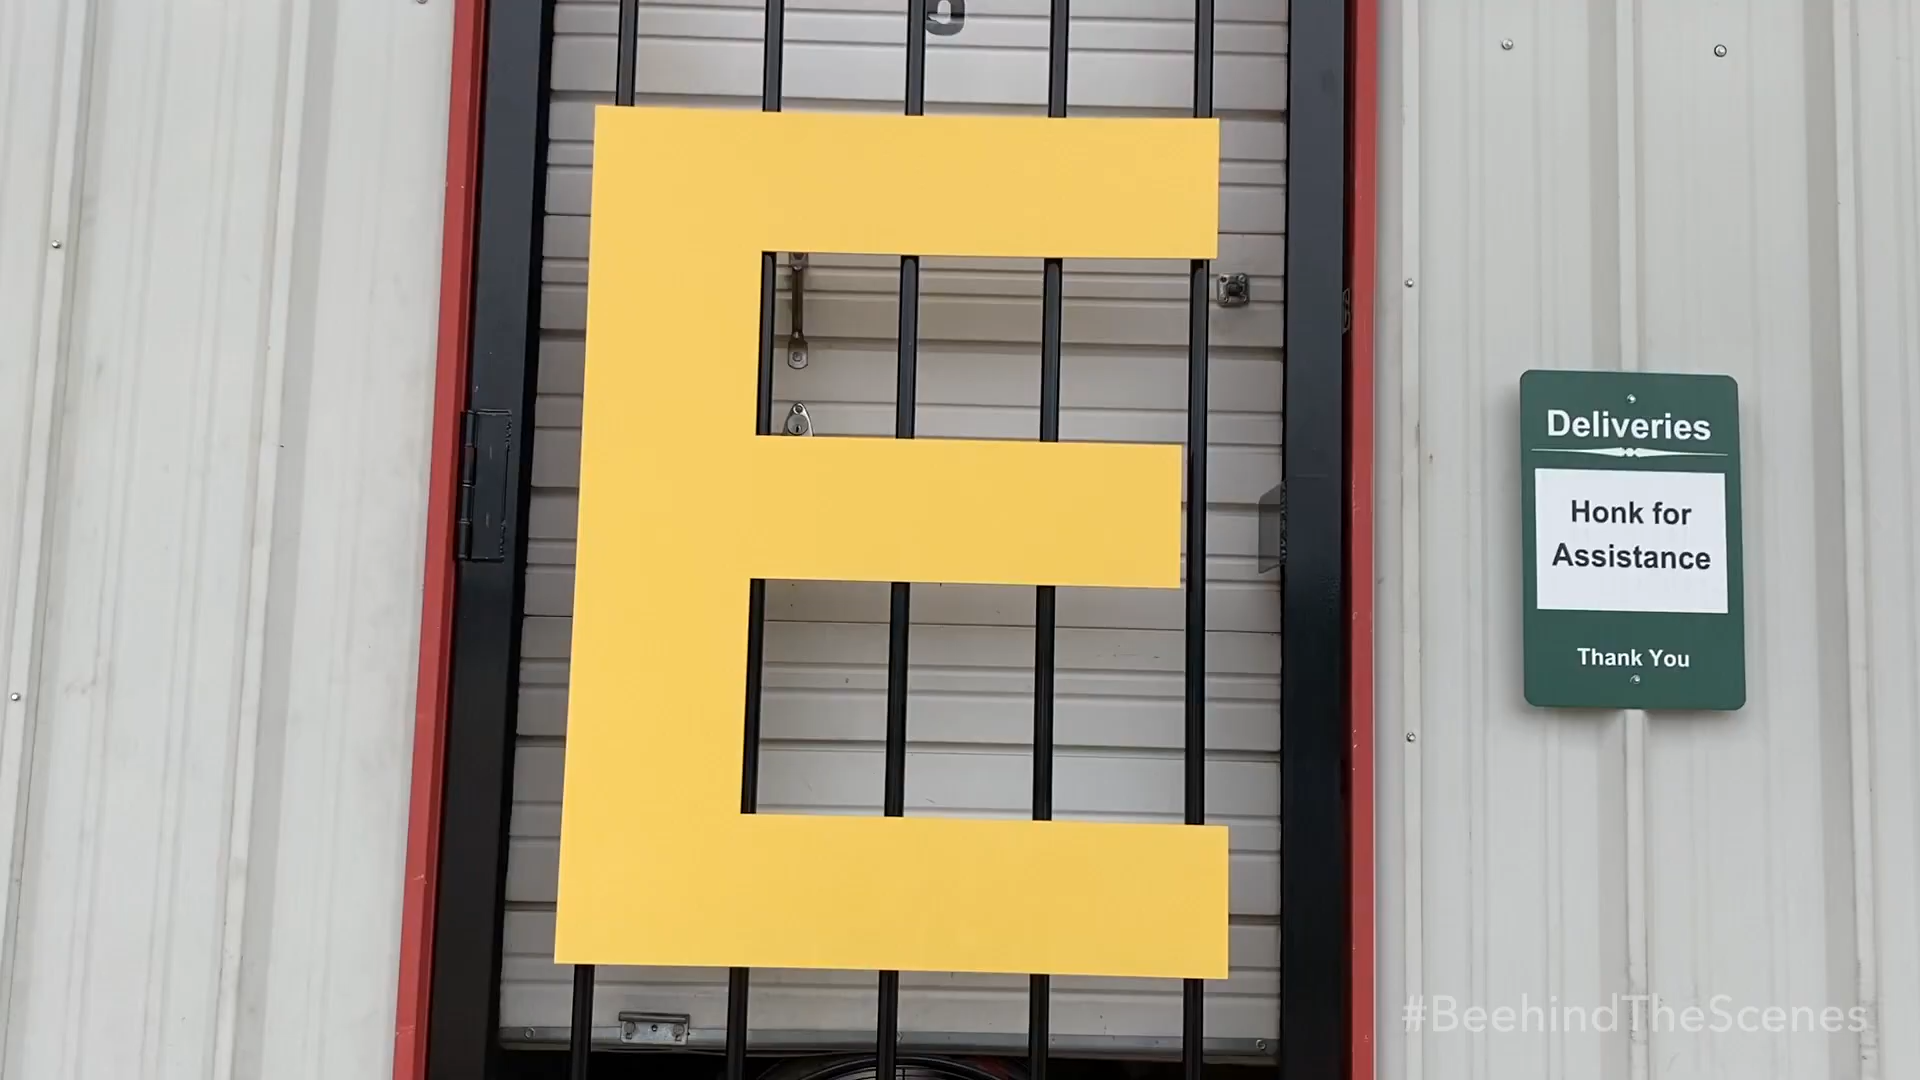 E
Deliveries
Honk for
Assistance
Thank You
#BeehindTheScenes